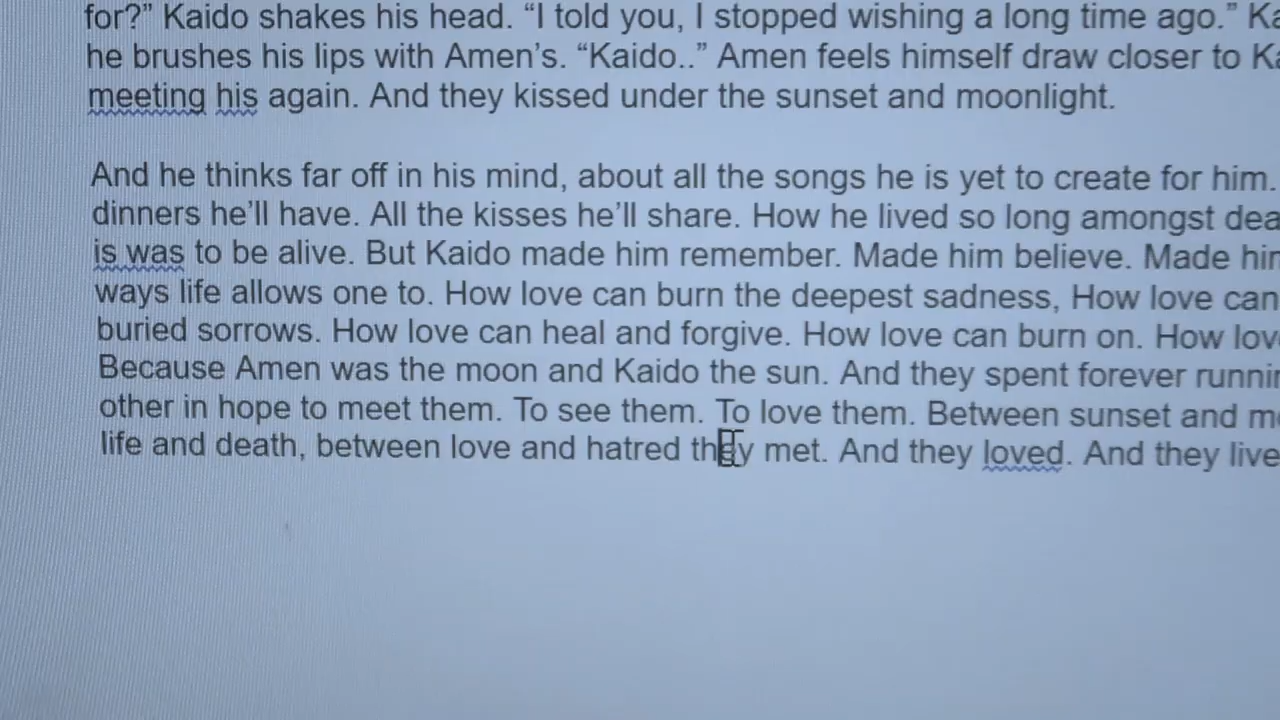 for?” Kaido shakes his head. “I told you, I stopped wishing a long time ago.”
he brushes his lips with Amen’s. “Kaido..” Amen feels himself draw closer to
meeting his again. And they kissed under the sunset and moonlight.
And he thinks far off in his mind, about all the songs he is yet to create for him.
dinners he’ll have. All the kisses he’ll share. How he lived so long amongst
is was to be alive. But Kaido made him remember. Made him believe. Made
ways life allows one to. How love can burn the deepest sadness, How love can
buried sorrows. How love can heal and forgive. How love can burn on. How
Because Amen was the moon and Kaido the sun. And they spent forever
other in hope to meet them. To see them. To love them. Between sunset and
life and death, between love and hatred they met. And they loved. And they